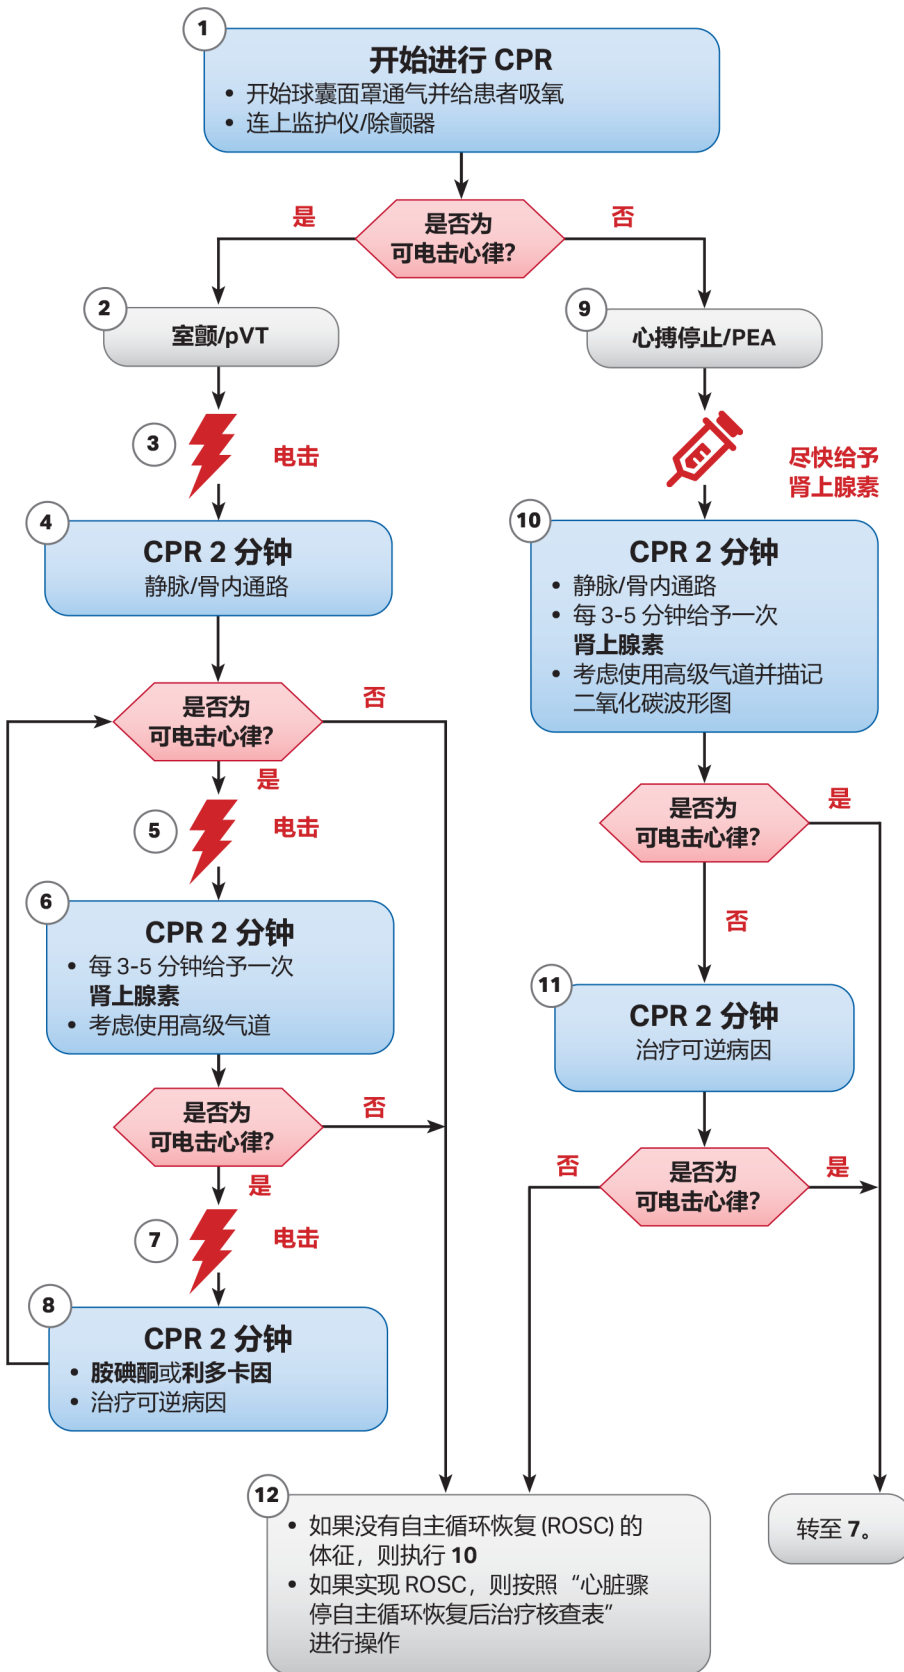 1
开始进行 CPR
• 开始球囊面罩通气并给患者吸氧
• 连上监护仪/除颤器
是否为
可电击心律?
是
否
2
室颤/pVT
3
电击
4
CPR 2 分钟
静脉/骨内通路
是否为
可电击心律?
否
是
5
电击
6
CPR 2 分钟
• 每 3-5 分钟给予一次
肾上腺素
• 考虑使用高级气道
是否为
可电击心律?
否
是
7
电击
8
CPR 2 分钟
• 胺碘酮或利多卡因
• 治疗可逆病因
9
心搏停止/PEA
尽快给予
肾上腺素
10
CPR 2 分钟
• 静脉/骨内通路
• 每 3-5 分钟给予一次
肾上腺素
• 考虑使用高级气道并描记
二氧化碳波形图
是否为
可电击心律?
是
否
11
CPR 2 分钟
治疗可逆病因
是否为
可电击心律?
否
是
12
• 如果没有自主循环恢复 (ROSC) 的
体征，则执行 10
• 如果实现 ROSC，则按照“心脏骤
停自主循环恢复后治疗核查表”
进行操作
转至 7。